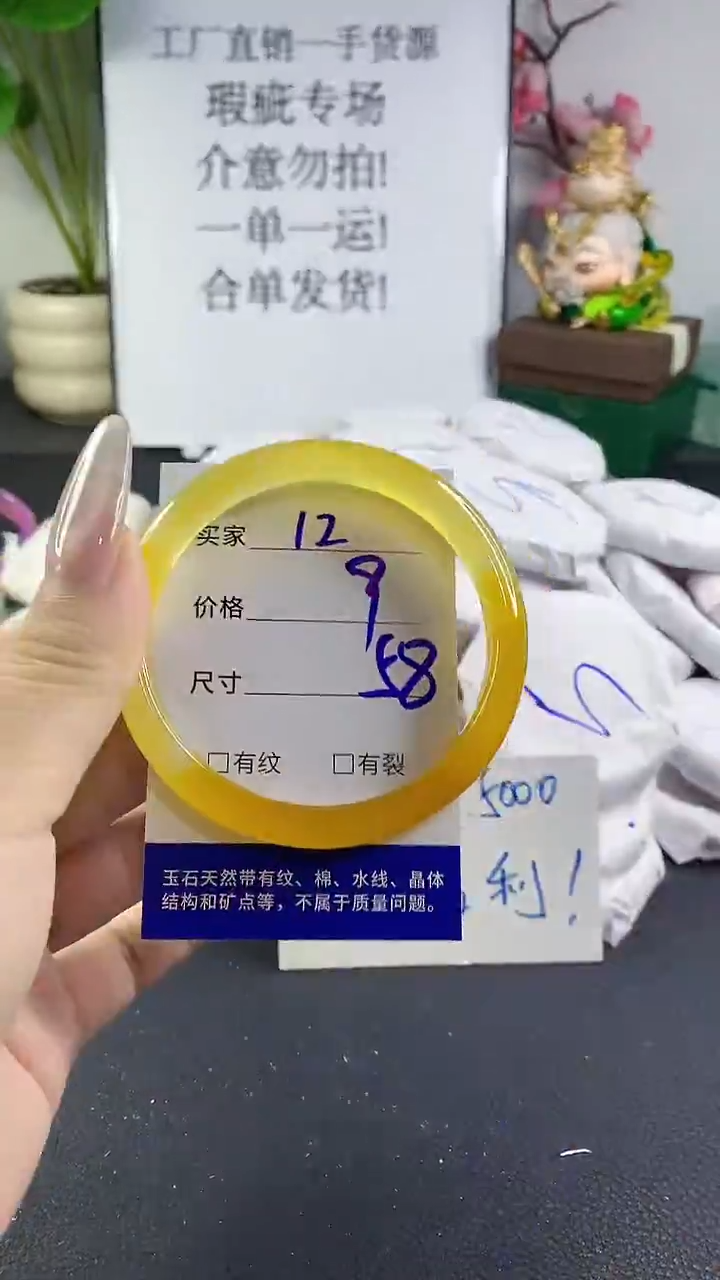 工厂直销一手货源
瑕疵专场
介意勿拍!
一单一运!
合单发货!
买家 12
价格 9
尺寸 58
□有纹 □有裂
玉石天然带有纹、棉、水线、晶体
结构和矿点等，不属于质量问题。
5000
利!